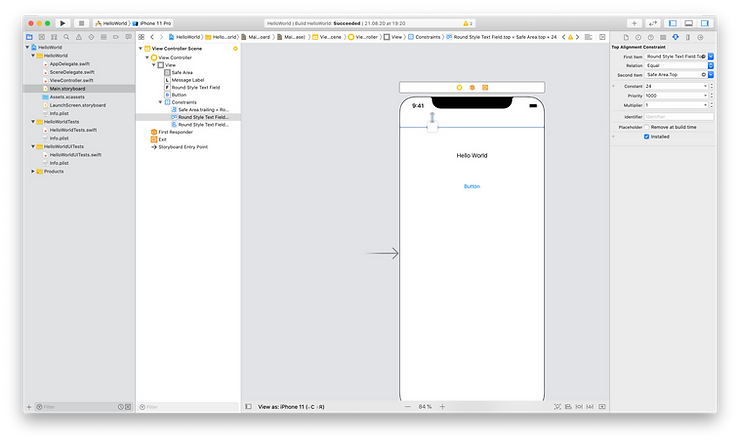 HelloWorld
iPhone 11 Pro
HelloWorld | Build HelloWorld: Succeeded | 21.08.20 at 19:20
HelloWorld
HelloWorld
AppDelegate.swift
SceneDelegate.swift
ViewController.swift
Main.storyboard
Assets.xcassets
LaunchScreen.storyboard
Info.plist
HelloWorldTests
HelloWorldTests.swift
Info.plist
HelloWorldUITests
HelloWorldUITests.swift
Info.plist
Products
Filter
HelloWorld
Hello...orld
Mai...oard
Mai...ase)
Vie...cene
Vie...roller
View
Constraints
Round Style Text Field.top = Safe Area.top + 24
View Controller Scene
View Controller
View
Safe Area
Message Label
Round Style Text Field
Button
Constraints
Safe Area.trailing = Ro...
Round Style Text Field...
Round Style Text Field...
First Responder
Exit
Storyboard Entry Point
Filter
9:41
Hello World
Button
View as: iPhone 11
84 %
Top Alignment Constraint
First Item Round Style Text Field.To
Relation Equal
Second Item Safe Area.Top
Constant 24
Priority 1000
Multiplier 1
Identifier Identifier
Placeholder Remove at build time
Installed